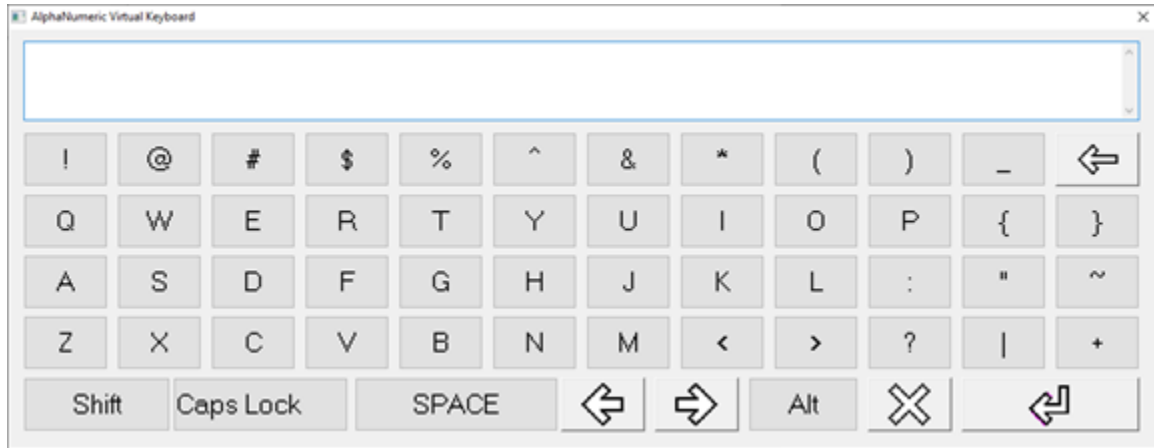 AlphaNumeric Virtual Keyboard
! @ # $ % ^ & * ( ) _
Q W E R T Y U I O P { }
A S D F G H J K L : " ~
Z X C V B N M < > ? | +
Shift Caps Lock SPACE Alt